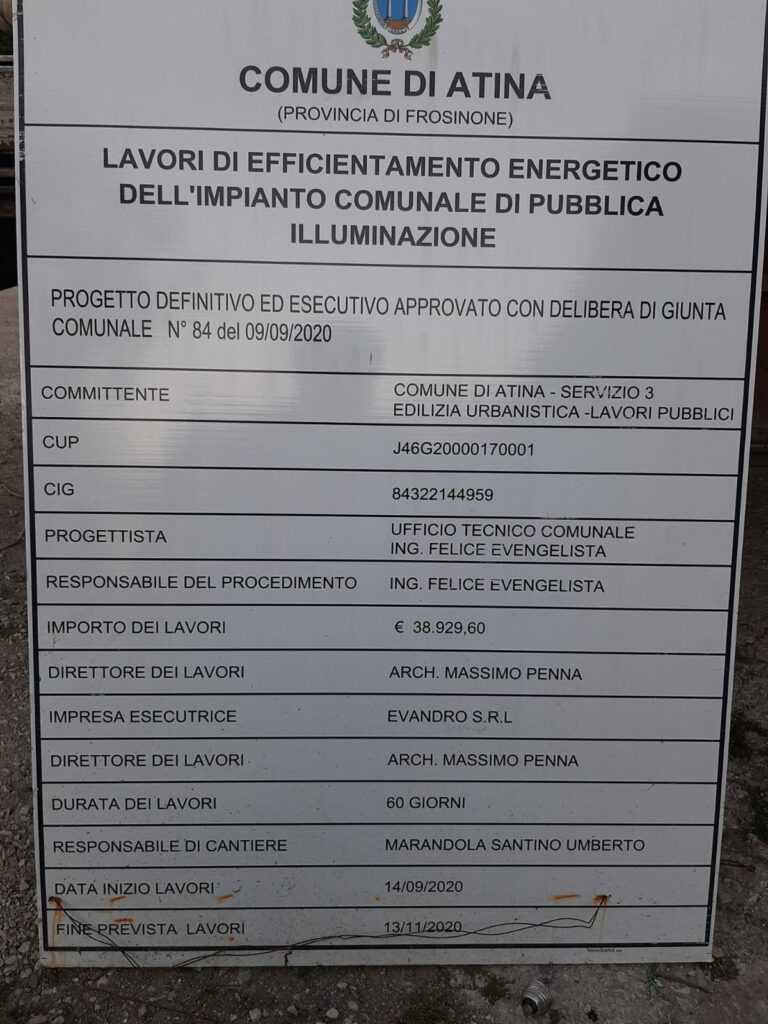 COMUNE DI ATINA
(PROVINCIA DI FROSINONE)
LAVORI DI EFFICIENTAMENTO ENERGETICO
DELL'IMPIANTO COMUNALE DI PUBBLICA
ILLUMINAZIONE
PROGETTO DEFINITIVO ED ESECUTIVO APPROVATO CON DELIBERA DI GIUNTA
COMUNALE N° 84 del 09/09/2020
COMMITTENTE COMUNE DI ATINA - SERVIZIO 3
EDILIZIA URBANISTICA -LAVORI PUBBLICI
CUP J46G20000170001
CIG 84322144959
PROGETTISTA UFFICIO TECNICO COMUNALE
ING. FELICE EVENGELISTA
RESPONSABILE DEL PROCEDIMENTO ING. FELICE EVENGELISTA
IMPORTO DEI LAVORI € 38.929,60
DIRETTORE DEI LAVORI ARCH. MASSIMO PENNA
IMPRESA ESECUTRICE EVANDRO S.R.L
DIRETTORE DEI LAVORI ARCH. MASSIMO PENNA
DURATA DEI LAVORI 60 GIORNI
RESPONSABILE DI CANTIERE MARANDOLA SANTINO UMBERTO
DATA INIZIO LAVORI 14/09/2020
FINE PREVISTA LAVORI 13/11/2020